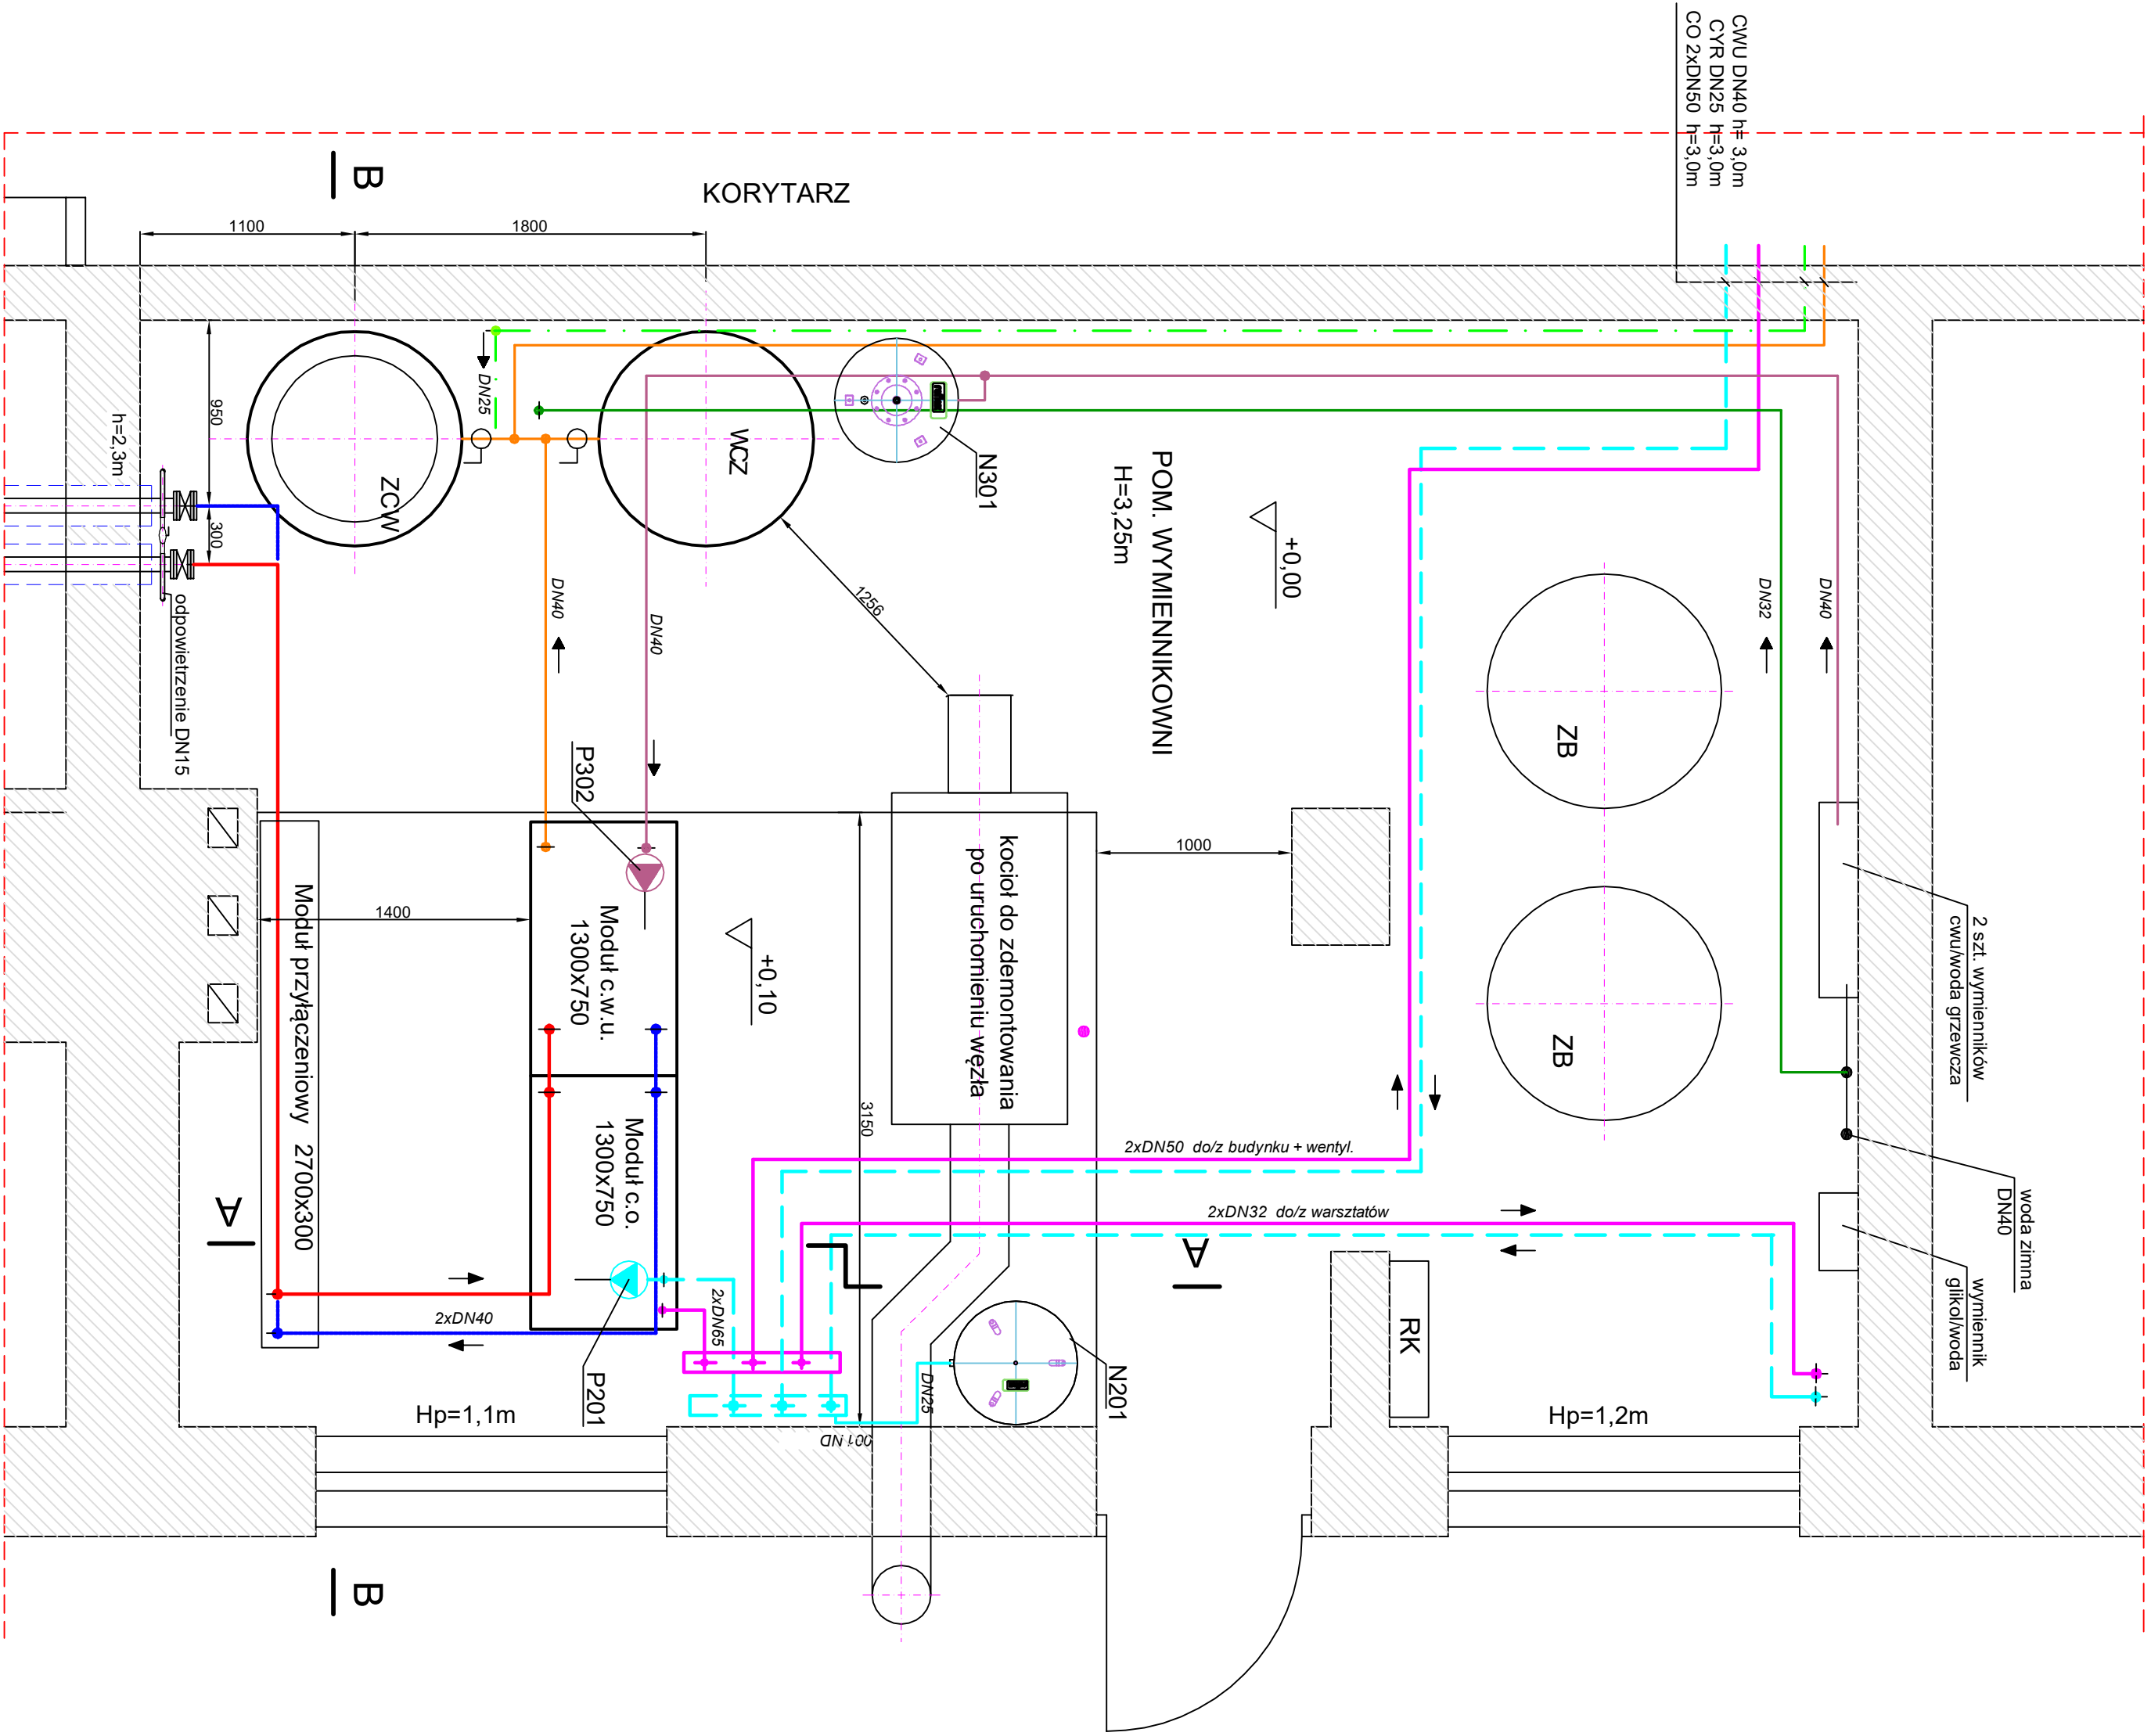 CWU DN40 h= 3,0m
CYR DN25 h=3,0m
CO 2xDN50 h=3,0m
B
KORYTARZ
1100
1800
950
300
h=2,3m
DN25
ZCW
WCZ
N301
POM. WYMIENNIKOWNI
H=3,25m
+0,00
1256
DN40
DN40
DN32
DN40
odpowietrzenie DN15
P302
ZB
ZB
1000
1400
3150
kocioł do zdemontowania
po uruchomieniu węzła
Moduł przyłączeniowy 2700x300
Moduł c.w.u.
1300x750
+0,10
Moduł c.o.
1300x750
2 szt. wymienników
cwu/woda grzewcza
woda zimna
DN40
wymiennik
glikol/woda
2xDN50 do/z budynku + wentyl.
2xDN32 do/z warsztatów
A
A
2xDN40
2xDN65
P201
DN25
N201
RK
Hp=1,1m
Hp=1,2m
B